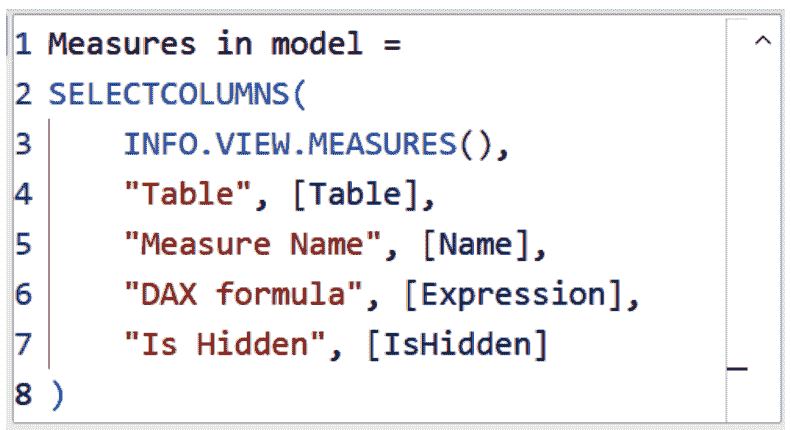 1 Measures in model =
2 SELECTCOLUMNS(
3 INFO.VIEW.MEASURES(),
4 "Table", [Table],
5 "Measure Name", [Name],
6 "DAX formula", [Expression],
7 "Is Hidden", [IsHidden]
8 )